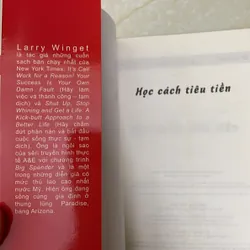 Larry Winget
là tác giả những cuốn
sách bán chạy nhất của
New York Times: It's Call
Work for a Reason! Your
Success Is Your Own
Damn Fault (Hãy làm
việc vì thành công - tạm
dịch) và Shut Up, Stop
Whining and Get a Life: A
Kick-butt Approach to a
Better Life (Hãy chấm
dứt phàn nàn và hất đầu
cuộc sống thực sự - tạm
dịch). Ông là ngôi sao
của sên truyền hình thực
tế A&E với chương trình
Big Spender và là một
trong những diễn giả có
mức thù lao cao nhất
nước Mỹ. Hiện ông đang
sống cùng gia đình ở
thung lũng Paradise,
bang Arizona.
Học cách tiêu tiền